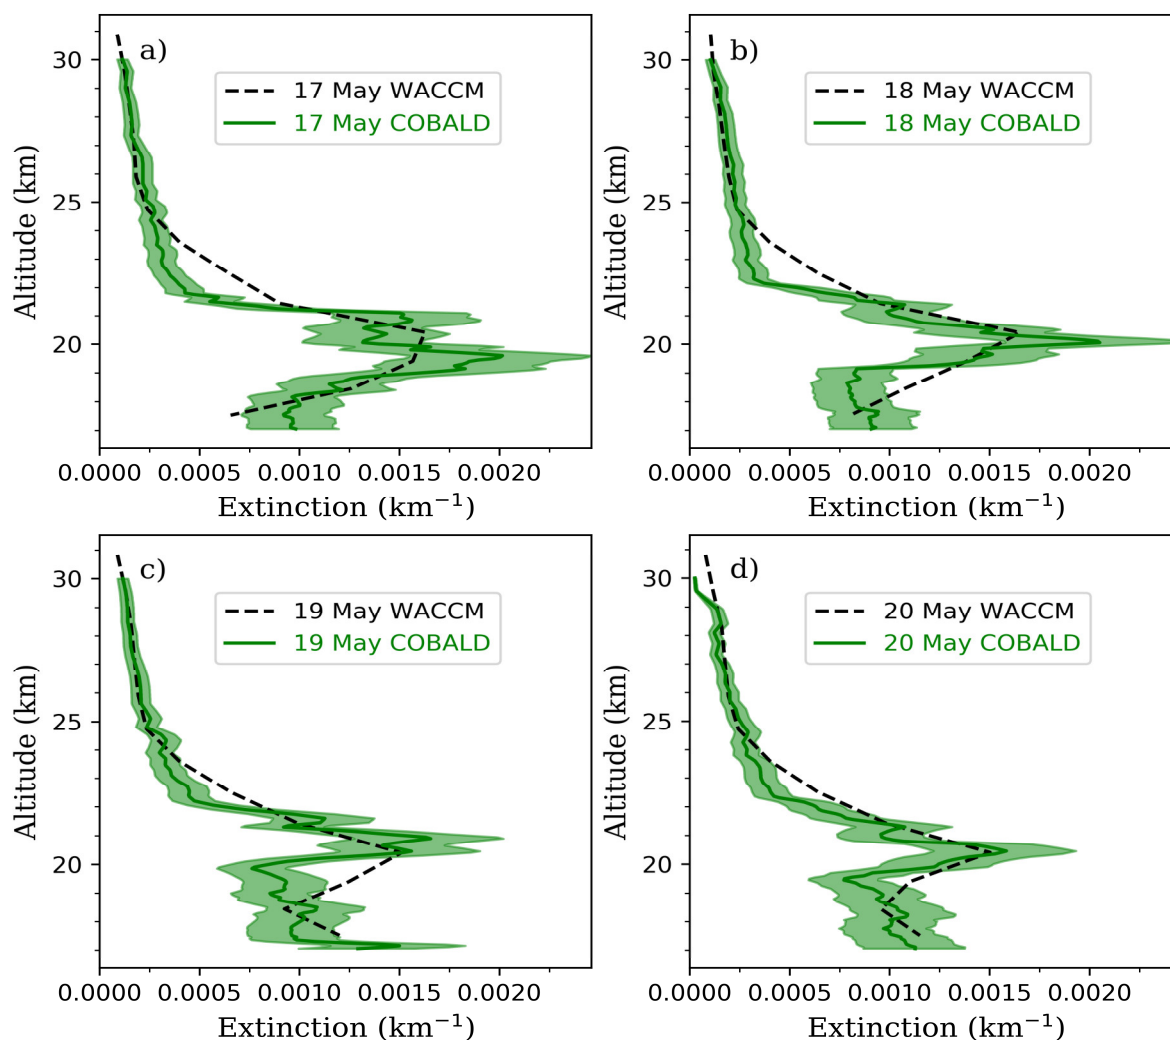 a)
17 May WACCM
17 May COBALD
30
25
20
Altitude (km)
0.0000 0.0005 0.0010 0.0015 0.0020
Extinction (km⁻¹)
b)
18 May WACCM
18 May COBALD
30
25
20
Altitude (km)
0.0000 0.0005 0.0010 0.0015 0.0020
Extinction (km⁻¹)
c)
19 May WACCM
19 May COBALD
30
25
20
Altitude (km)
0.0000 0.0005 0.0010 0.0015 0.0020
Extinction (km⁻¹)
d)
20 May WACCM
20 May COBALD
30
25
20
Altitude (km)
0.0000 0.0005 0.0010 0.0015 0.0020
Extinction (km⁻¹)